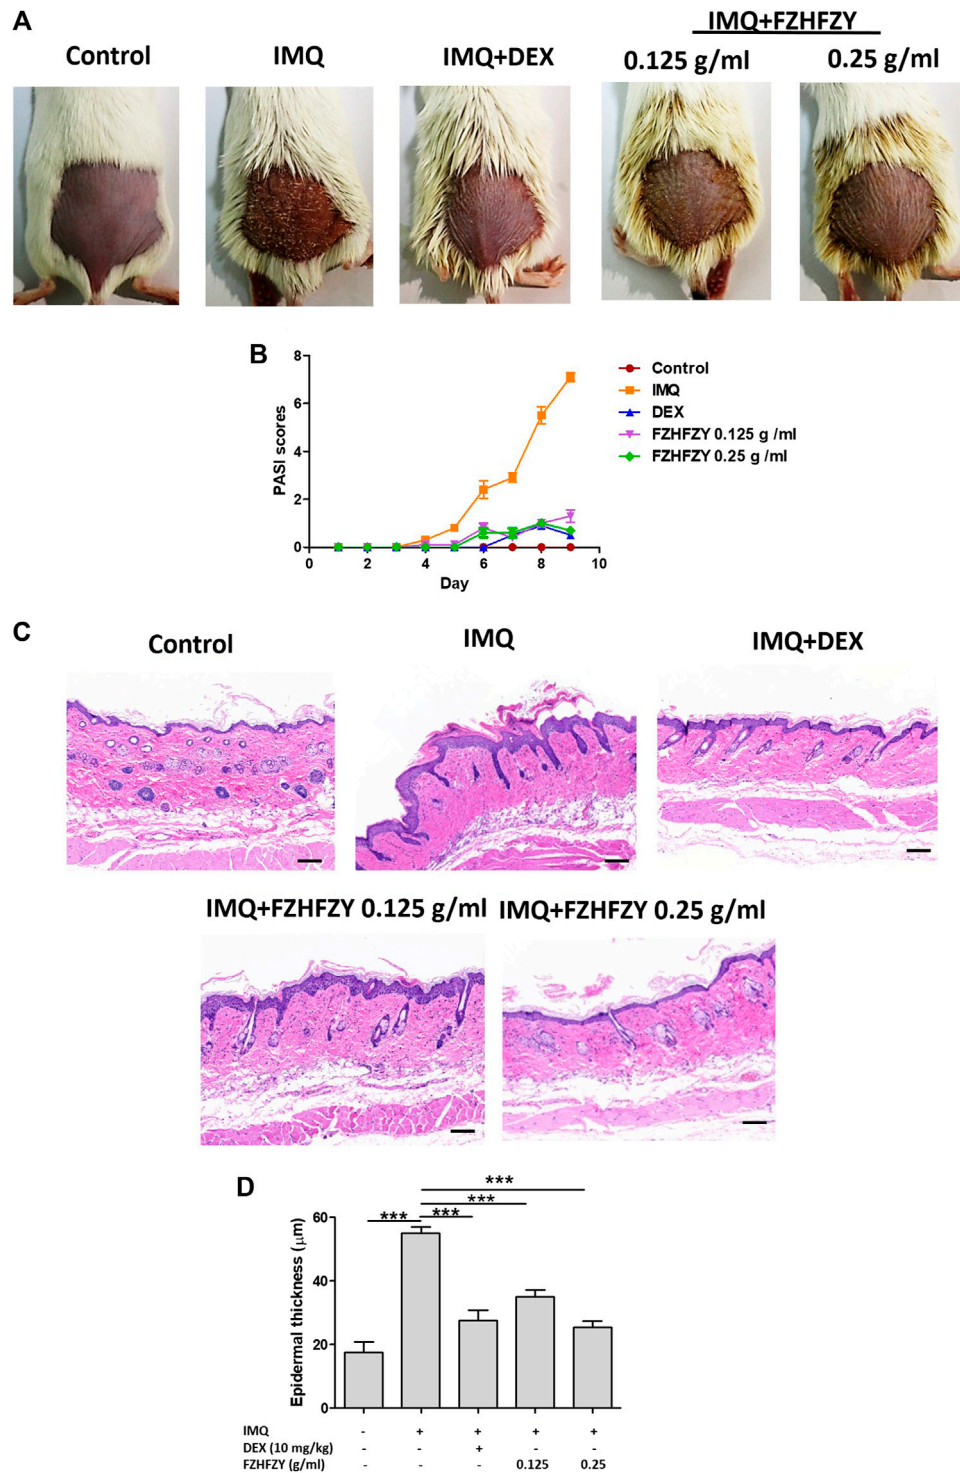 A
IMQ+FZHFZY
Control IMQ IMQ+DEX 0.125 g/ml 0.25 g/ml
B
8
6
4
2
0
PASI scores
0 2 4 6 8 10
Day
Control
IMQ
DEX
FZHFZY 0.125 g /ml
FZHFZY 0.25 g /ml
C
Control IMQ IMQ+DEX
IMQ+FZHFZY 0.125 g/ml IMQ+FZHFZY 0.25 g/ml
D
***
***
*** ***
60
40
20
0
Epidermal thickness (μm)
IMQ - + + + +
DEX (10 mg/kg) - - + - -
FZHFZY (g/ml) - - - 0.125 0.25